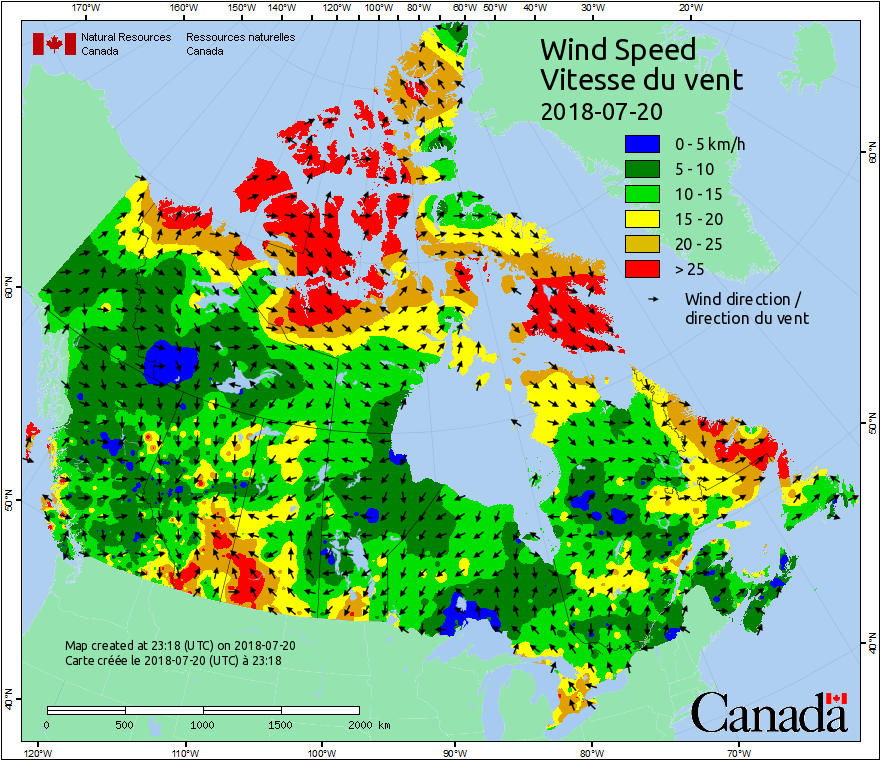 170°W 160°W 150°W 140°W 120°W 100°W 80°W 60°W 50°W 40°W 30°W 20°W
Natural Resources Ressources naturelles
Canada Canada
Wind Speed
Vitesse du vent
2018-07-20
0 - 5 km/h
5 - 10
10 - 15
15 - 20
20 - 25
> 25
Wind direction /
direction du vent
60°N
50°N
40°N
60°N
50°N
40°N
Map created at 23:18 (UTC) on 2018-07-20
Carte créée le 2018-07-20 (UTC) à 23:18
0 500 1000 1500 2000 km
Canada
120°W 110°W 100°W 90°W 80°W 70°W